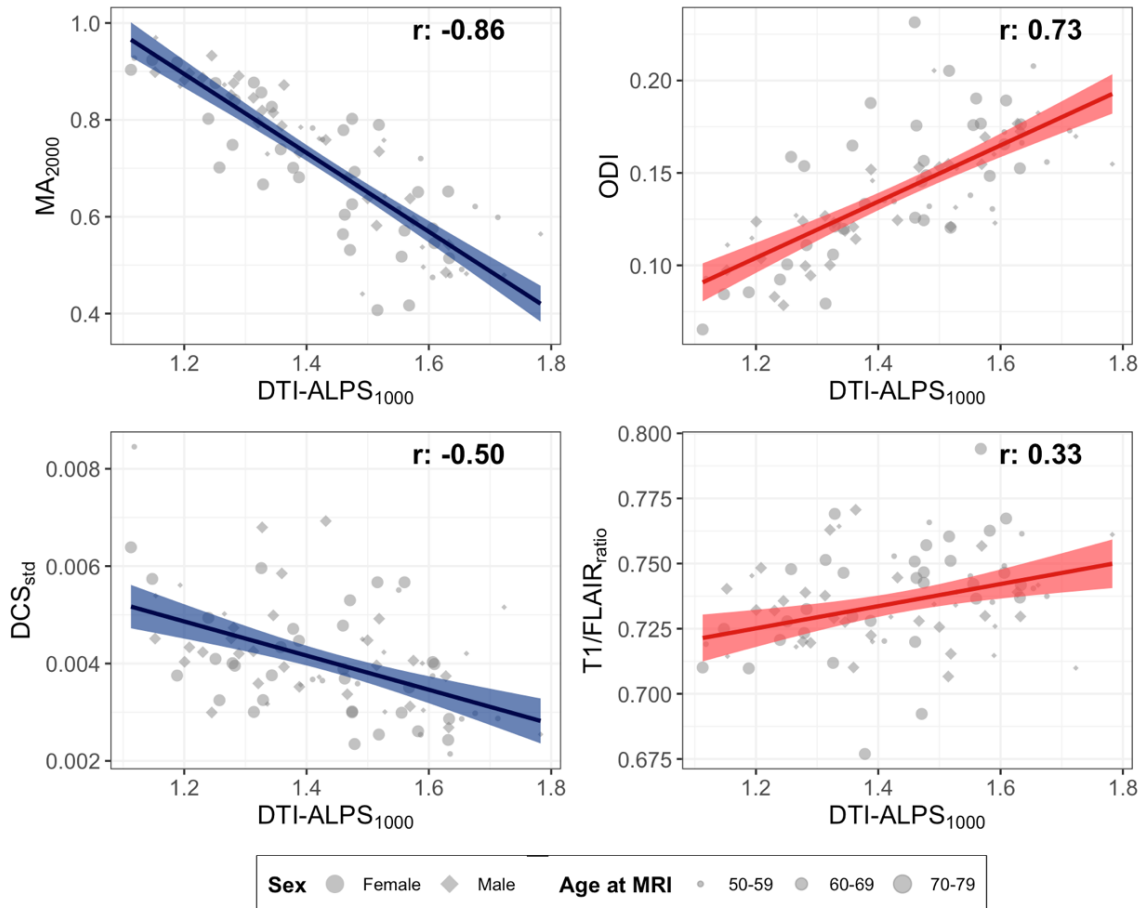 r: -0.86
1.0
0.8
0.6
0.4
MA2000
1.2 1.4 1.6 1.8
DTI-ALPS1000
r: 0.73
0.20
0.15
0.10
ODI
1.2 1.4 1.6 1.8
DTI-ALPS1000
r: -0.50
0.008
0.006
0.004
0.002
DCSstd
1.2 1.4 1.6 1.8
DTI-ALPS1000
r: 0.33
0.800
0.775
0.750
0.725
0.700
0.675
T1/FLAIRratio
1.2 1.4 1.6 1.8
DTI-ALPS1000
Sex Female Male Age at MRI 50-59 60-69 70-79